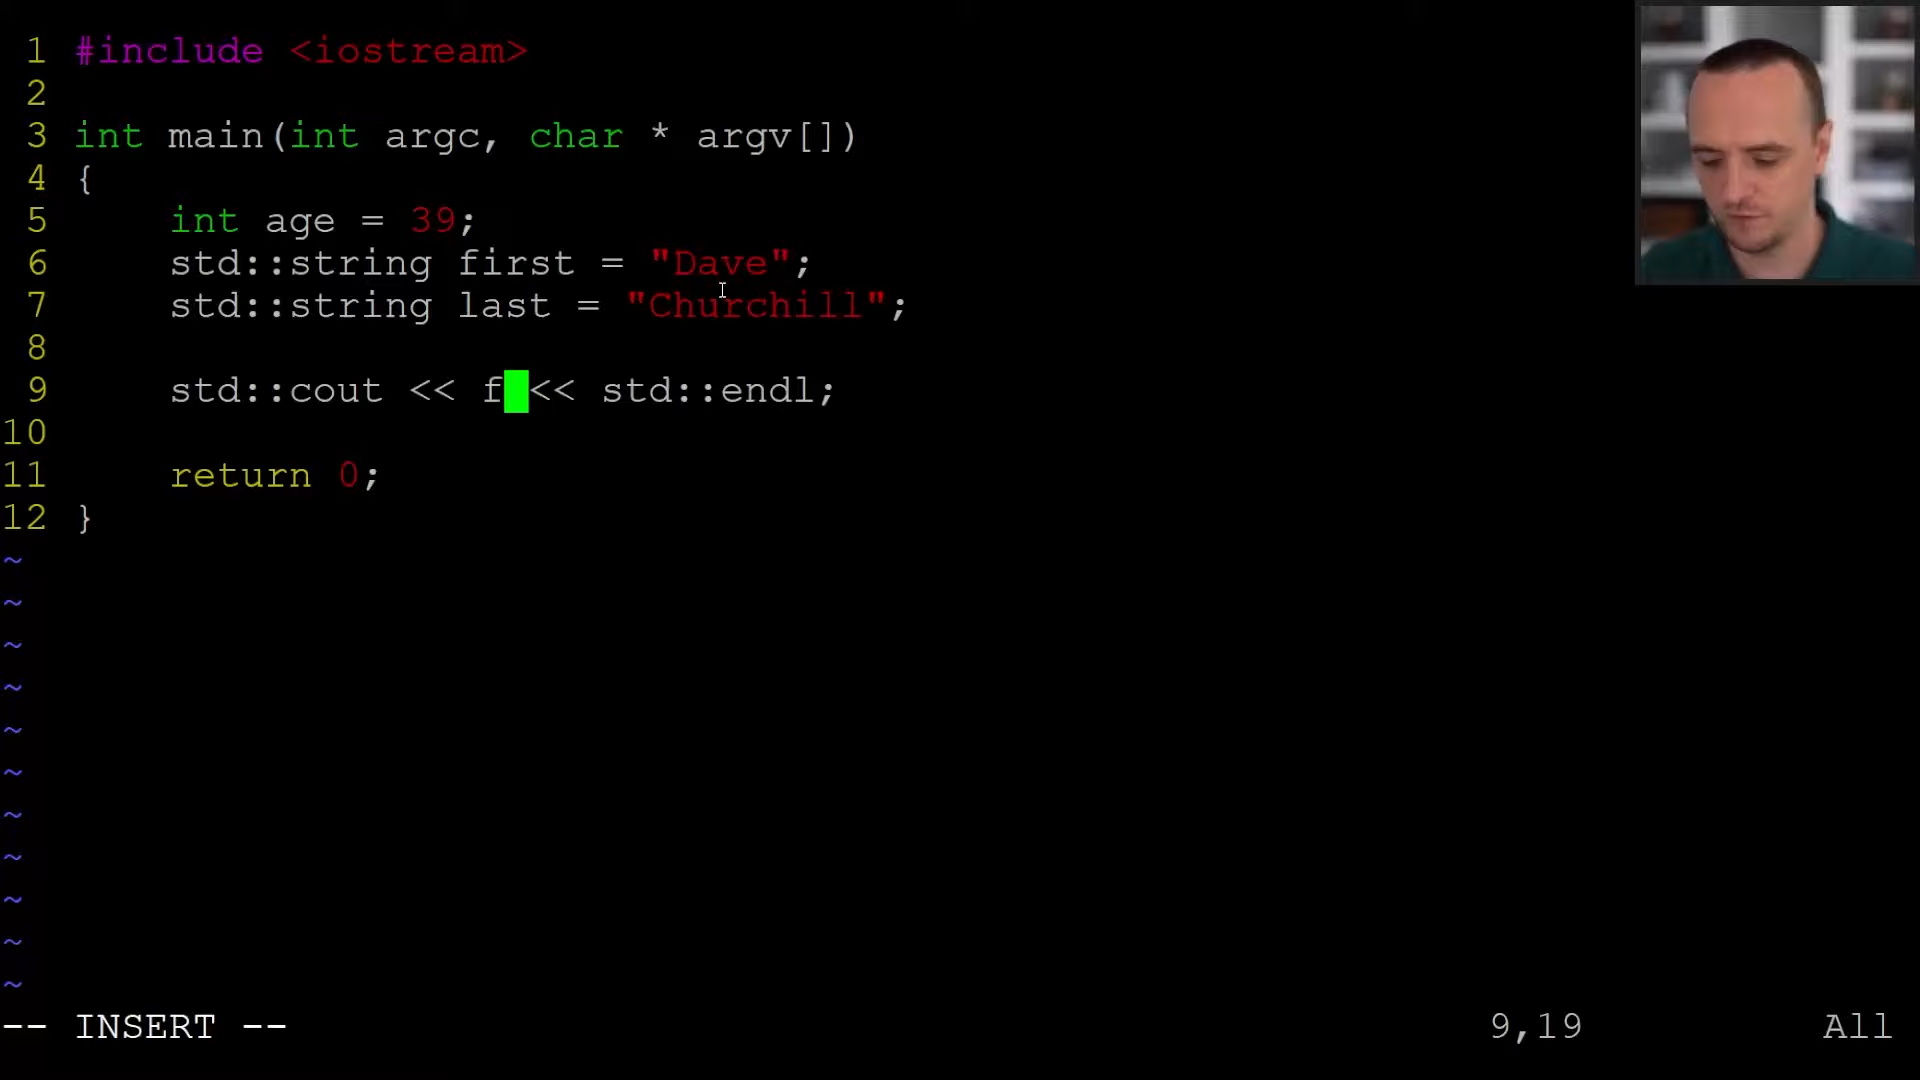 1 #include <iostream>
2
3 int main(int argc, char * argv[])
4 {
5     int age = 39;
6     std::string first = "Dave";
7     std::string last = "Churchill";
8
9     std::cout << f << std::endl;
10
11     return 0;
12 }
~
~
~
~
~
~
~
~
~
~
~
-- INSERT -- 9,19 All